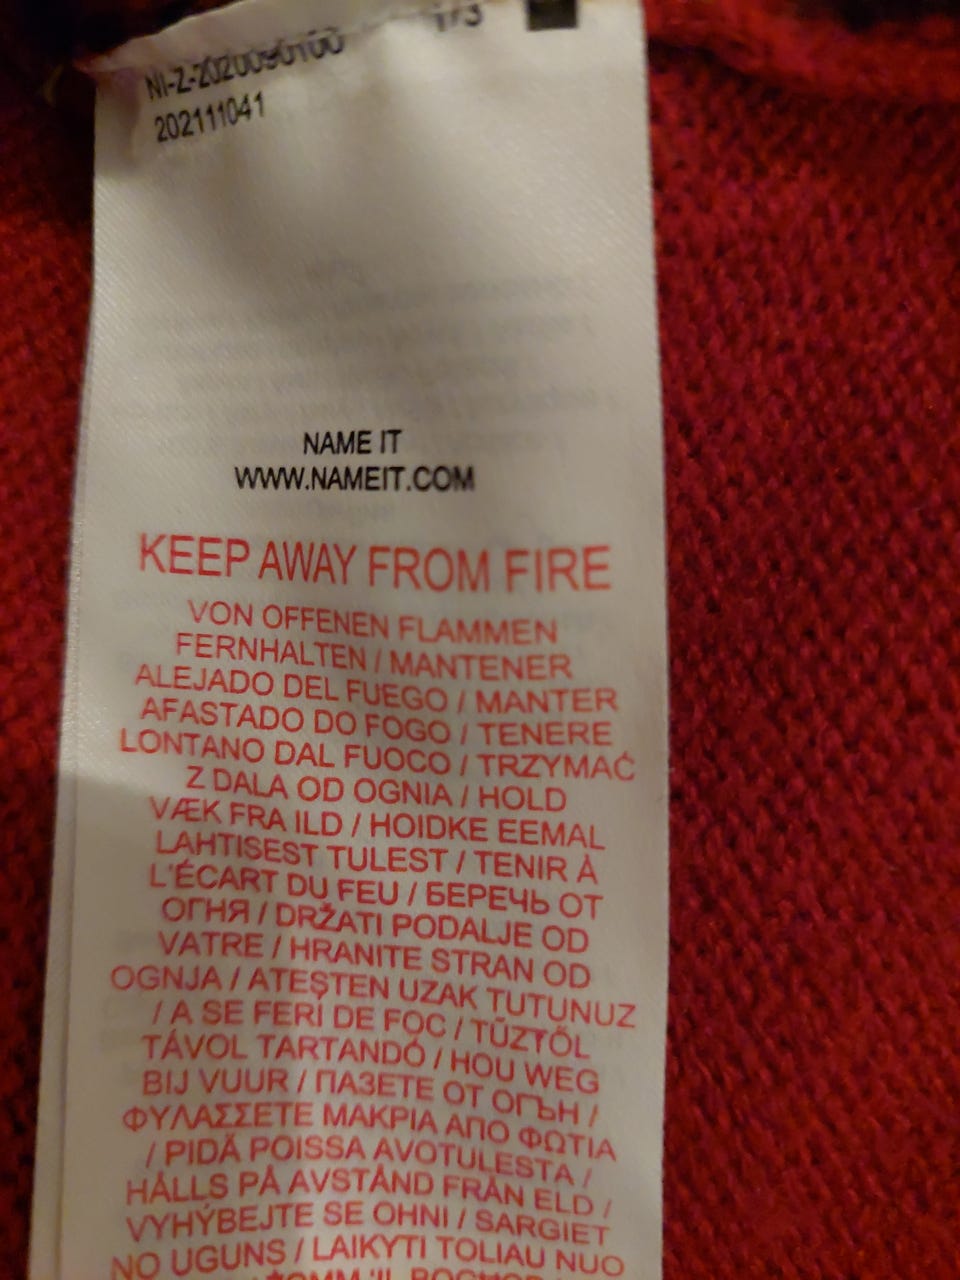 1/3
NI-Z-2020090100
202111041
NAME IT
WWW.NAMEIT.COM
KEEP AWAY FROM FIRE
VON OFFENEN FLAMMEN
FERNHALTEN / MANTENER
ALEJADO DEL FUEGO / MANTER
AFASTADO DO FOGO / TENERE
LONTANO DAL FUOCO / TRZYMAĆ
Z DALA OD OGNIA / HOLD
VÆK FRA ILD / HOIDKE EEMAL
LAHTISEST TULEST / TENIR À
L'ÉCART DU FEU / БЕРЕЧЬ ОТ
ОГНЯ / DRŽATI PODALJE OD
VATRE / HRANITE STRAN OD
OGNJA / ATEŞTEN UZAK TUTUNUZ
/ A SE FERI DE FOC / TŰZTŐL
TÁVOL TARTANDÓ / HOU WEG
BIJ VUUR / ПАЗЕТЕ ОТ ОГЪН /
ΦΥΛΑΣΣΕΤΕ ΜΑΚΡΙΑ ΑΠΟ ΦΩΤΙΑ
/ PIDÄ POISSA AVOTULESTA /
HÅLLS PÅ AVSTÅND FRÅN ELD /
VYHÝBEJTE SE OHNI / SARGIET
NO UGUNS / LAIKYTI TOLIAU NUO